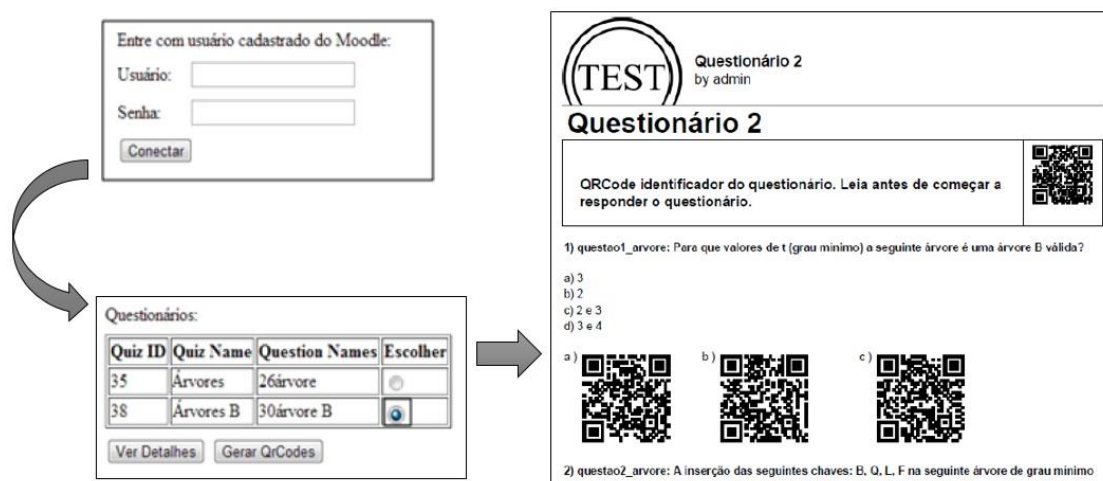 Entre com usuário cadastrado do Moodle:
Usuário:
Senha:
Conectar
Questionários:
Quiz ID Quiz Name Question Names Escolher
35 Árvores 26árvore
38 Árvores B 30árvore B
Ver Detalhes Gerar QrCodes
TEST
Questionário 2
by admin
Questionário 2
QRCode identificador do questionário. Leia antes de começar a
responder o questionário.
1) questao1_arvore: Para que valores de t (grau mínimo) a seguinte árvore é uma árvore B válida?
a) 3
b) 2
c) 2 e 3
d) 3 e 4
a) b) c)
2) questao2_arvore: A inserção das seguintes chaves: B, Q, L, F na seguinte árvore de grau mínimo